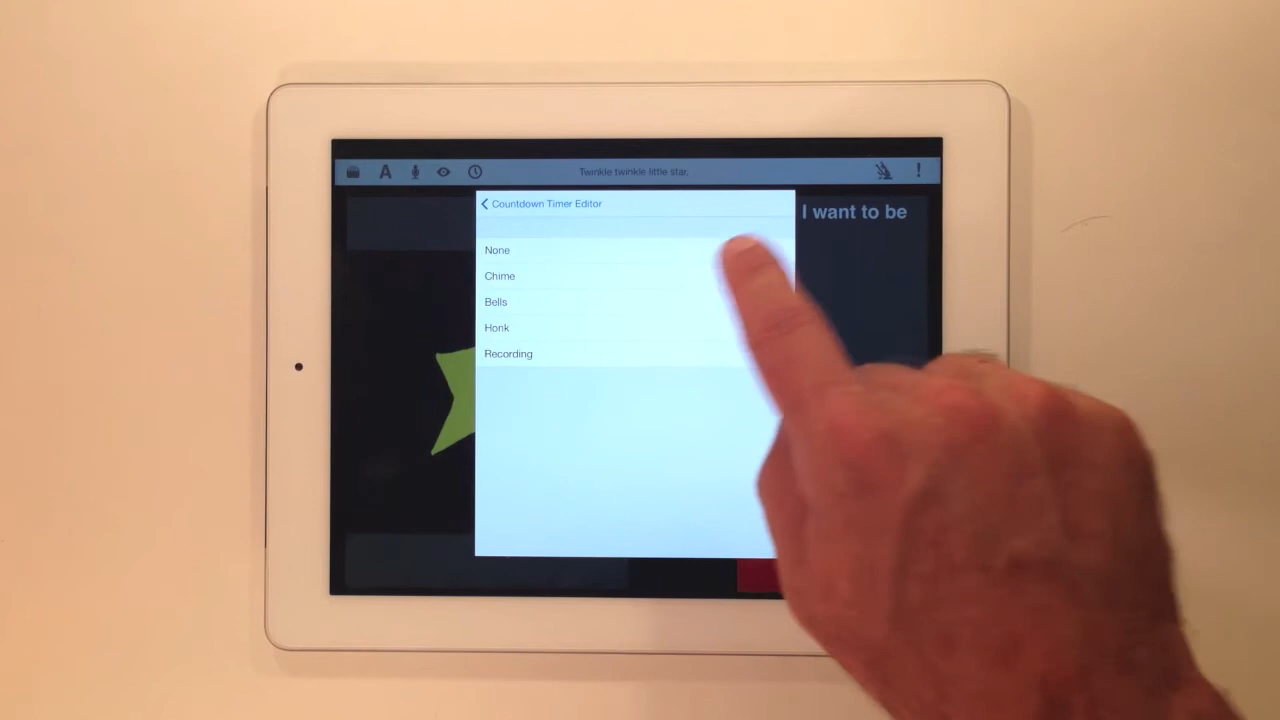 A
Twinkle twinkle little star,
!
Countdown Timer Editor
I want to be
None
Chime
Bells
Honk
Recording